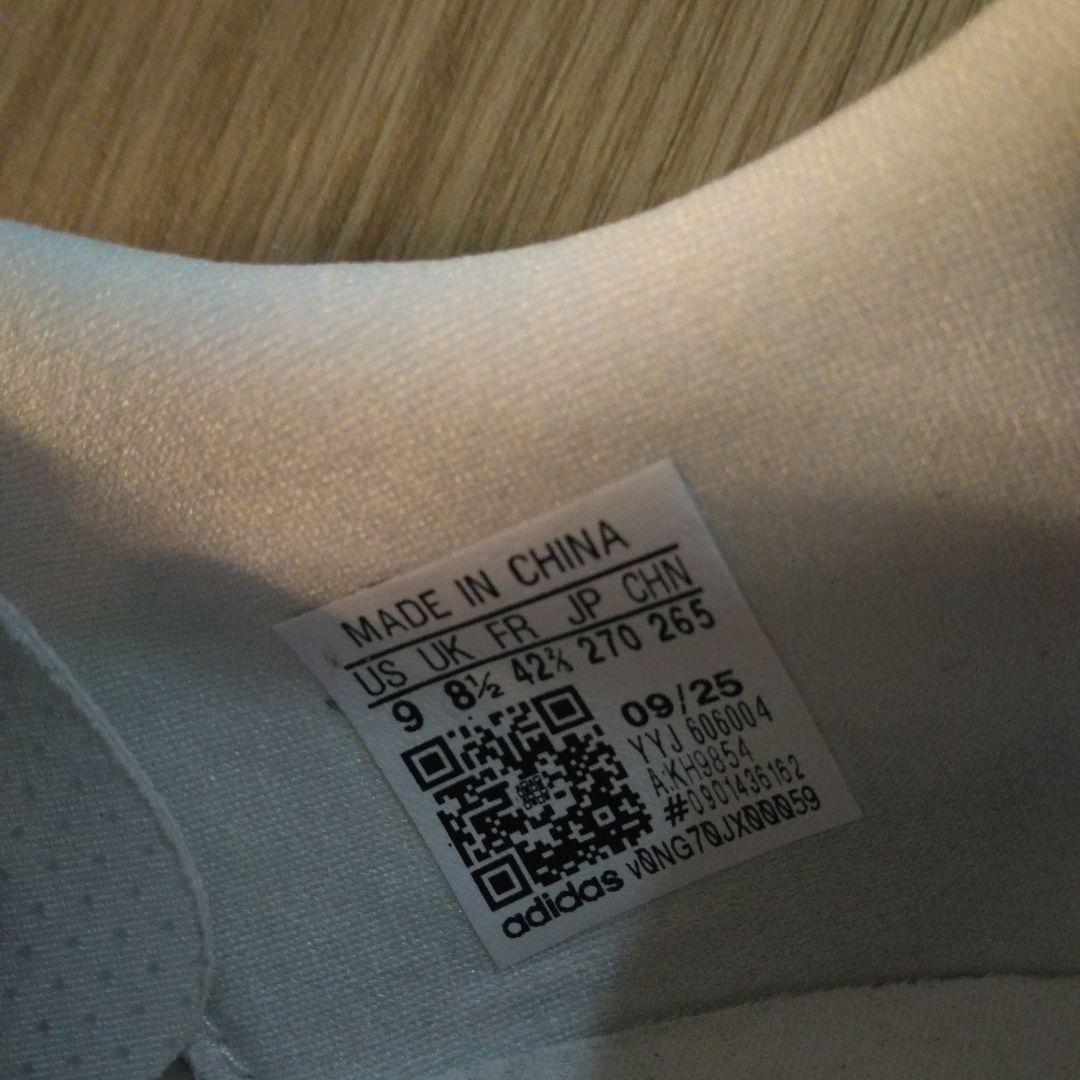 MADE IN CHINA
US UK FR JP CHN
9 8½ 42⅔ 270 265
09/25
YYJ 606004
A:KH9854
#0901436162
adidas v0NG70JX00059